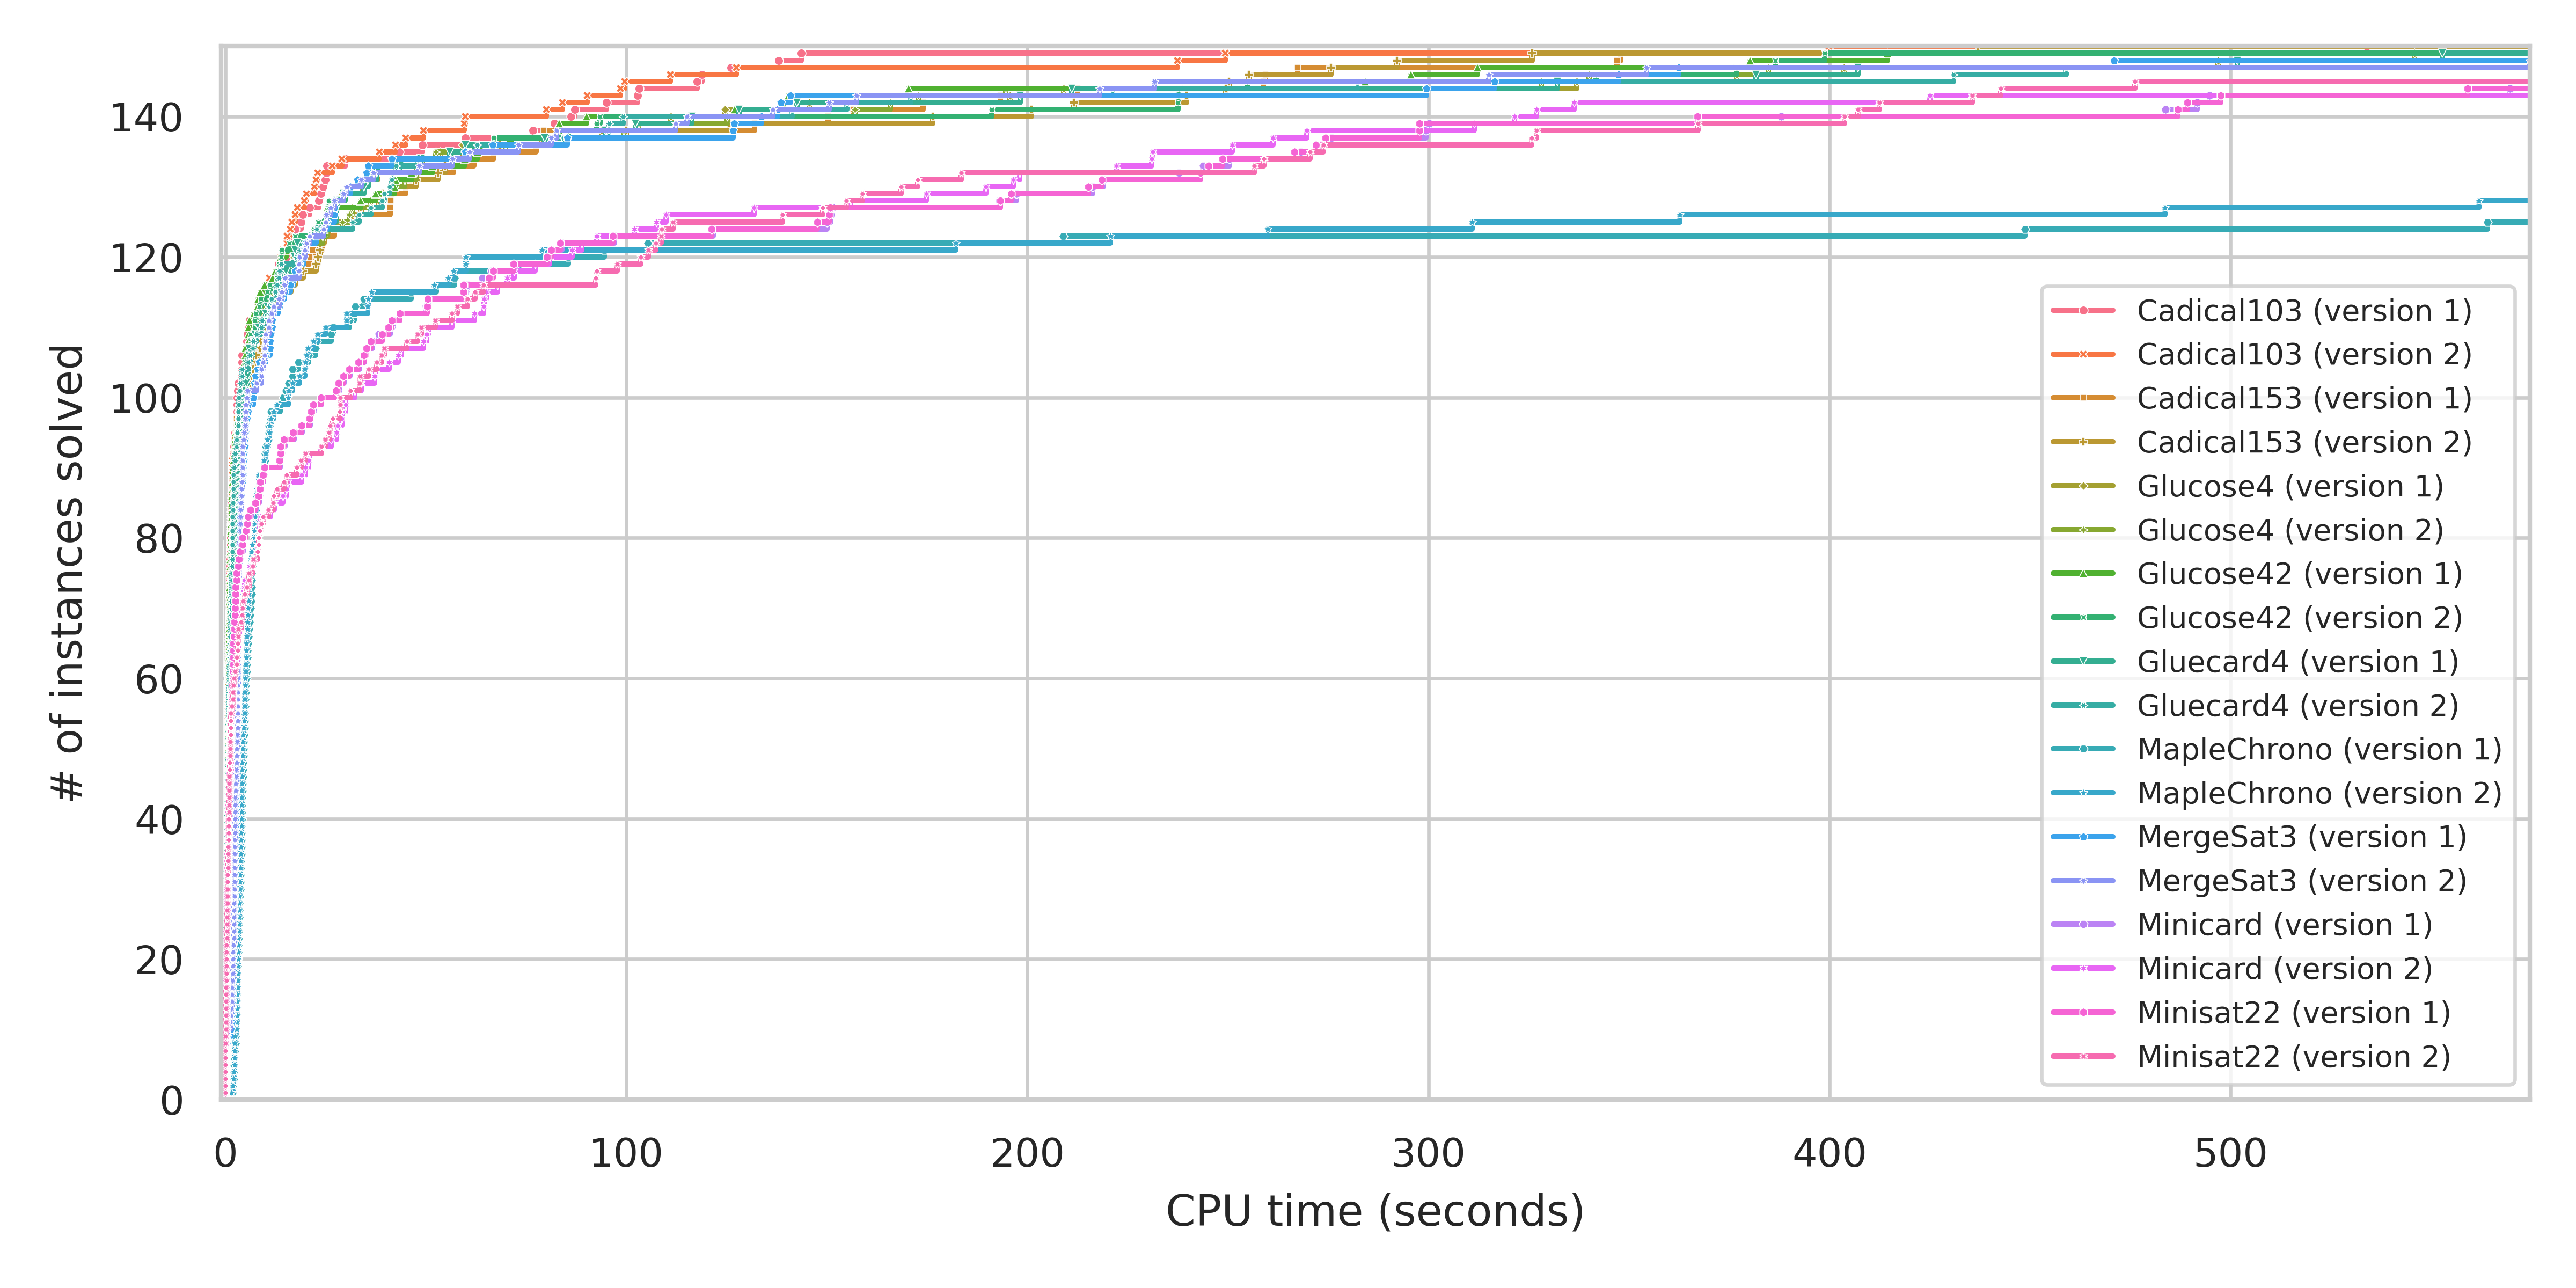 # of instances solved
140
120
100
80
60
40
20
0
0 100 200 300 400 500
CPU time (seconds)
Cadical103 (version 1)
Cadical103 (version 2)
Cadical153 (version 1)
Cadical153 (version 2)
Glucose4 (version 1)
Glucose4 (version 2)
Glucose42 (version 1)
Glucose42 (version 2)
Gluecard4 (version 1)
Gluecard4 (version 2)
MapleChrono (version 1)
MapleChrono (version 2)
MergeSat3 (version 1)
MergeSat3 (version 2)
Minicard (version 1)
Minicard (version 2)
Minisat22 (version 1)
Minisat22 (version 2)